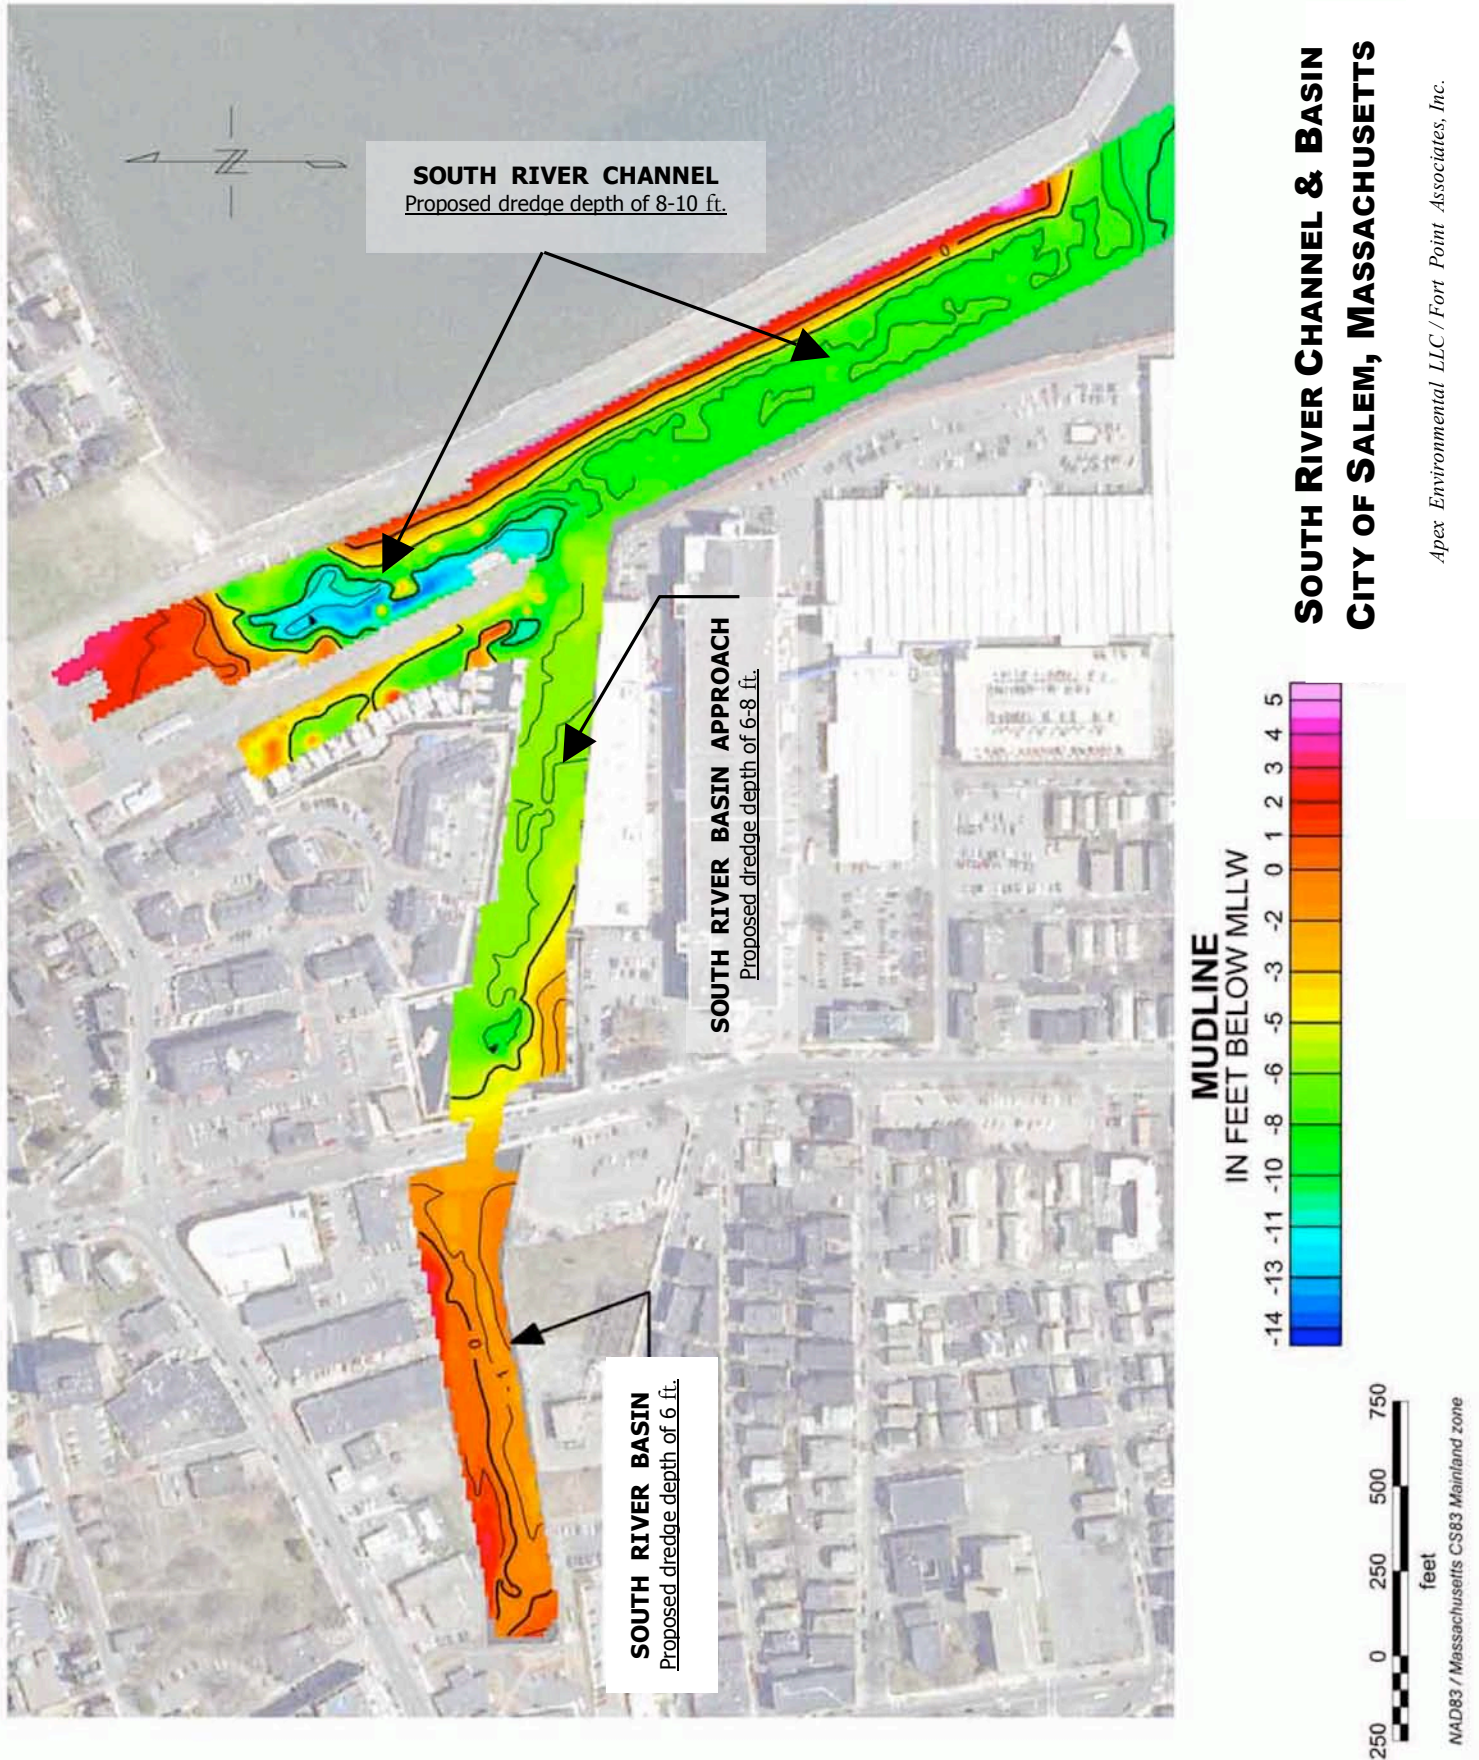 SOUTH RIVER CHANNEL
Proposed dredge depth of 8-10 ft.
N
0
SOUTH RIVER BASIN APPROACH
Proposed dredge depth of 6-8 ft.
SOUTH RIVER BASIN
Proposed dredge depth of 6 ft.
0
SOUTH RIVER CHANNEL & BASIN
CITY OF SALEM, MASSACHUSETTS
Apex Environmental LLC / Fort Point Associates, Inc.
MUDLINE
IN FEET BELOW MLLW
-14 -13 -11 -10 -8 -6 -5 -3 -2 0 1 2 3 4 5
250 0 250 500 750
feet
NAD83 / Massachusetts CS83 Mainland zone